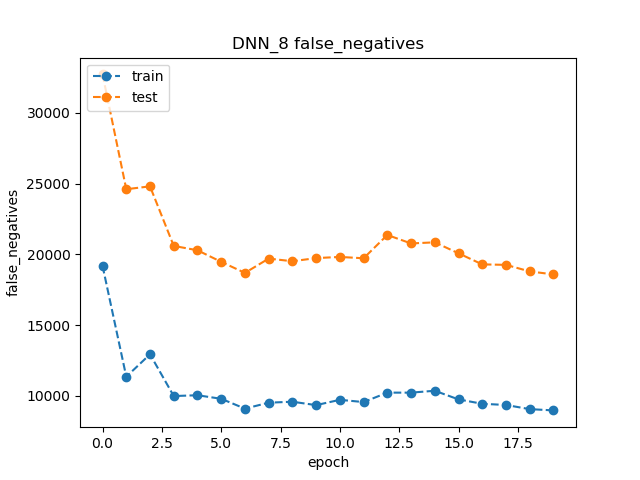 DNN_8 false_negatives
train
test
false_negatives
30000
25000
20000
15000
10000
0.0 2.5 5.0 7.5 10.0 12.5 15.0 17.5
epoch